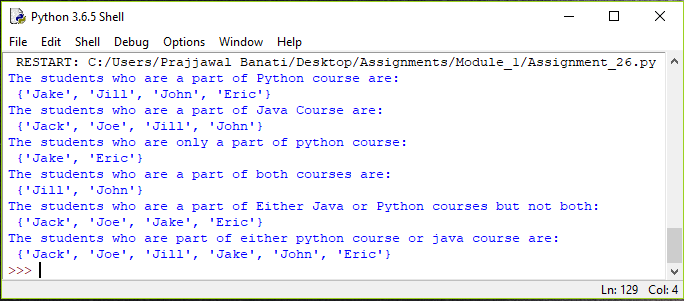 Python 3.6.5 Shell
File Edit Shell Debug Options Window Help
RESTART: C:/Users/Prajjawal Banati/Desktop/Assignments/Module_1/Assignment_26.py
The students who are a part of Python course are:
{'Jake', 'Jill', 'John', 'Eric'}
The students who are a part of Java Course are:
{'Jack', 'Joe', 'Jill', 'John'}
The students who are only a part of python course:
{'Jake', 'Eric'}
The students who are a part of both courses are:
{'Jill', 'John'}
The students who are a part of Either Java or Python courses but not both:
{'Jack', 'Joe', 'Jake', 'Eric'}
The students who are part of either python course or java course are:
{'Jack', 'Joe', 'Jill', 'Jake', 'John', 'Eric'}
>>>
Ln: 129 Col: 4